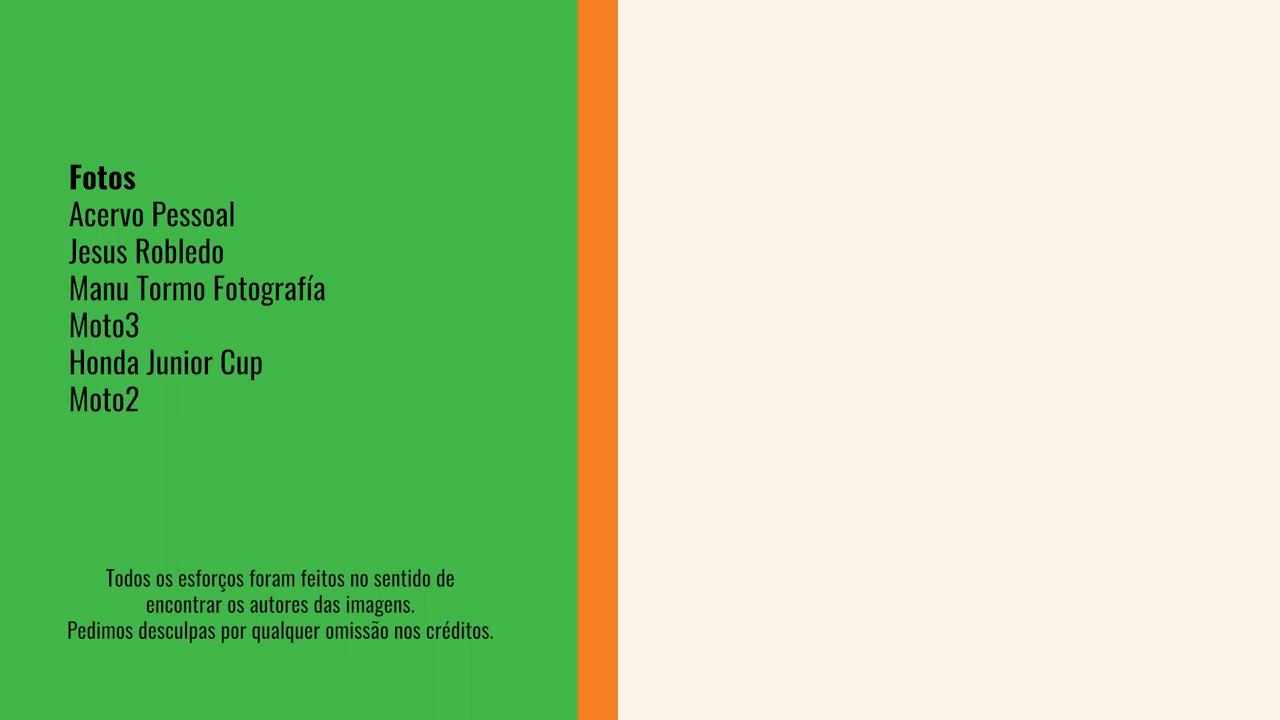 Fotos
Acervo Pessoal
Jesus Robledo
Manu Tormo Fotografía
Moto3
Honda Junior Cup
Moto2
Todos os esforços foram feitos no sentido de
encontrar os autores das imagens.
Pedimos desculpas por qualquer omissão nos créditos.